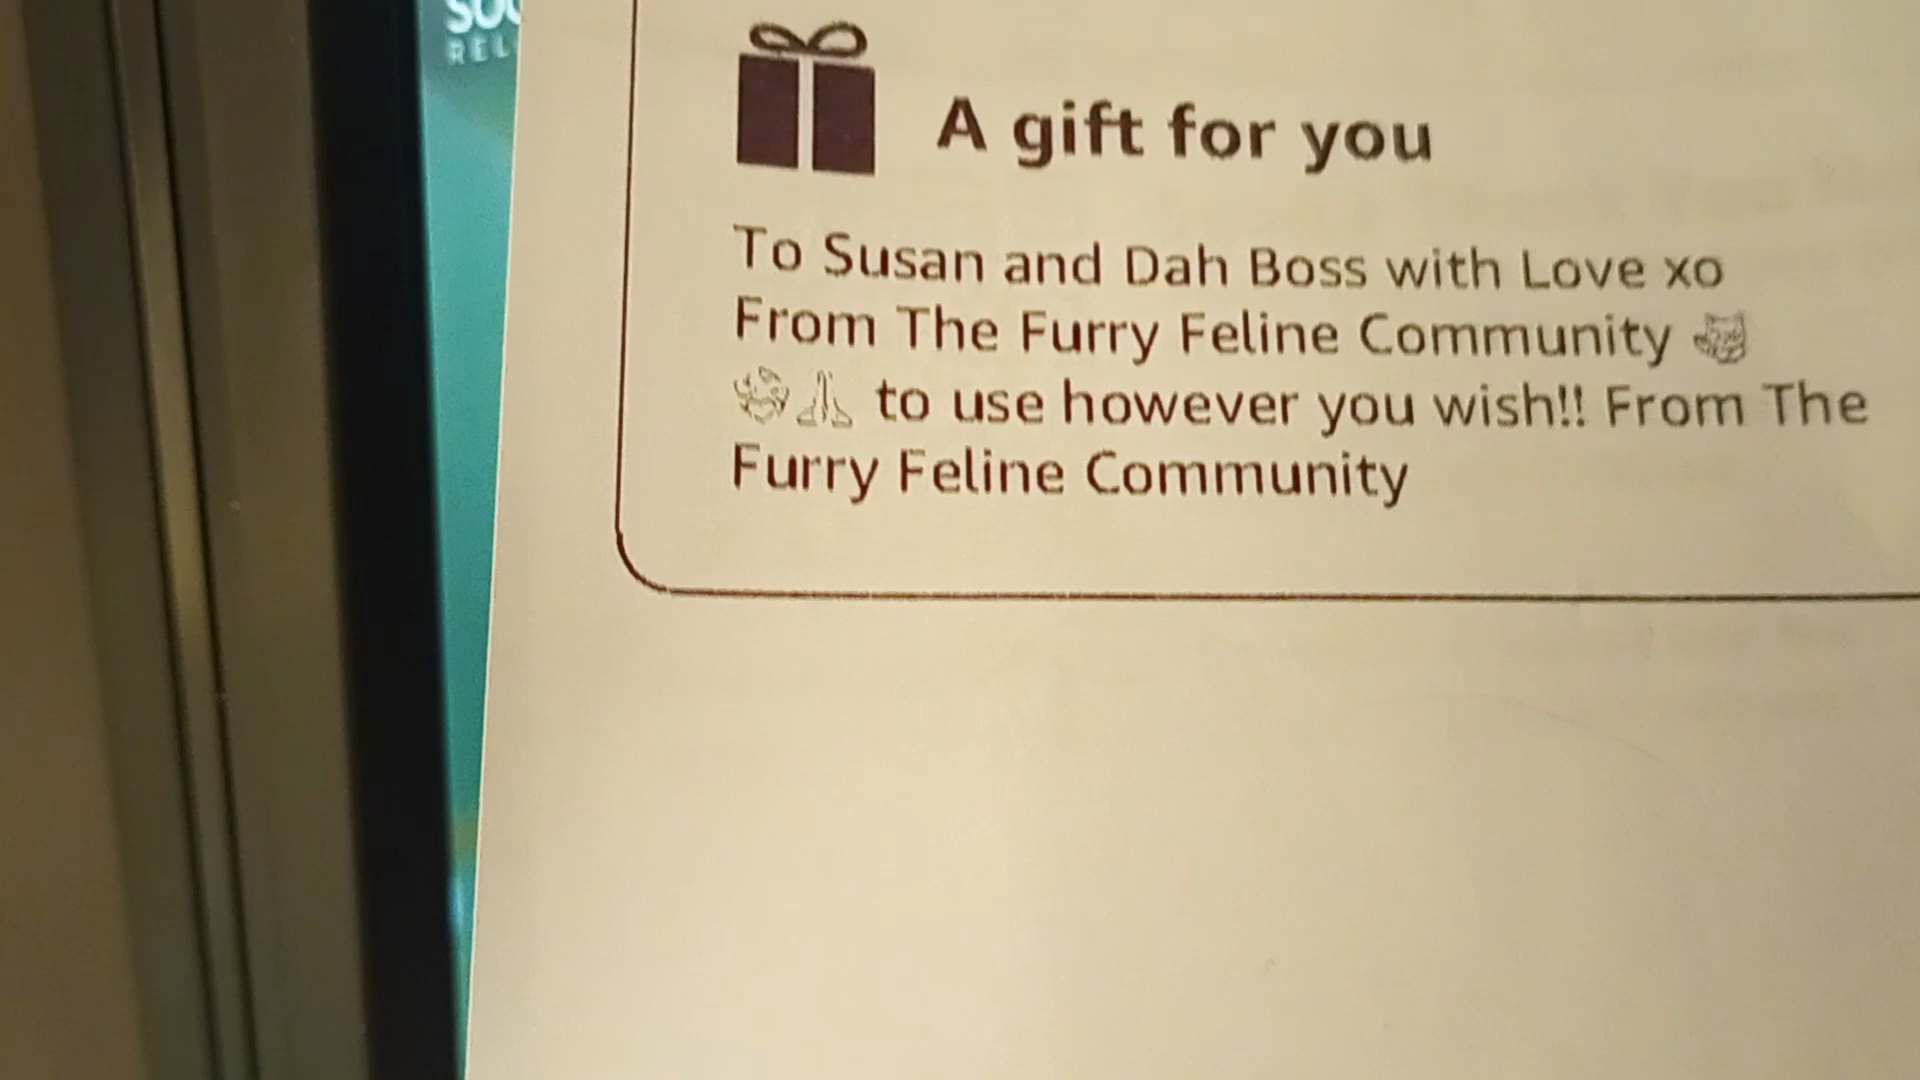 A gift for you
To Susan and Dah Boss with Love xo
From The Furry Feline Community 
to use however you wish!! From The
Furry Feline Community